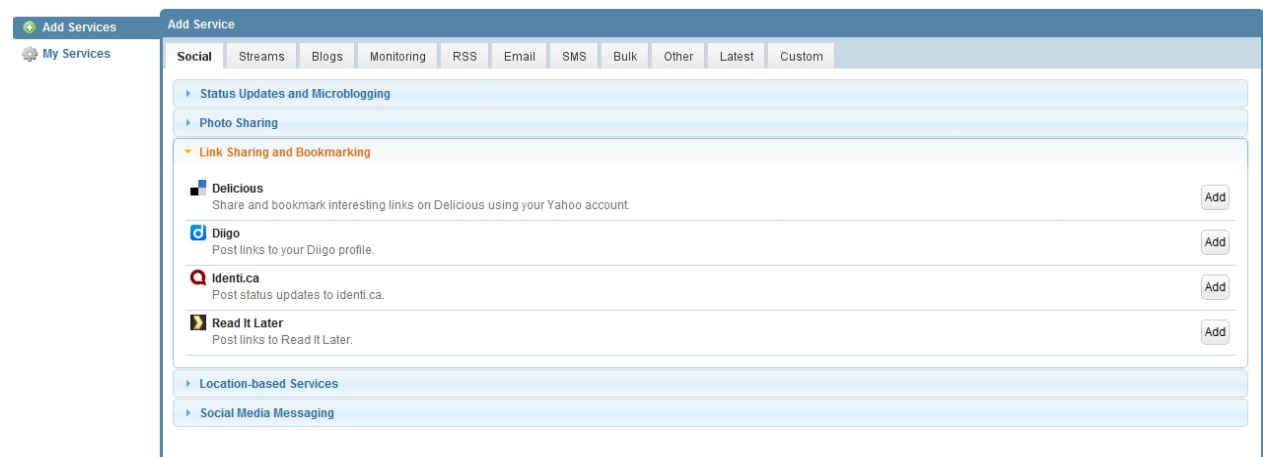 Add Services
My Services
Add Service
Social Streams Blogs Monitoring RSS Email SMS Bulk Other Latest Custom
Status Updates and Microblogging
Photo Sharing
Link Sharing and Bookmarking
Delicious
Share and bookmark interesting links on Delicious using your Yahoo account.
Add
Diigo
Post links to your Diigo profile.
Add
Identi.ca
Post status updates to identi.ca.
Add
Read It Later
Post links to Read It Later.
Add
Location-based Services
Social Media Messaging